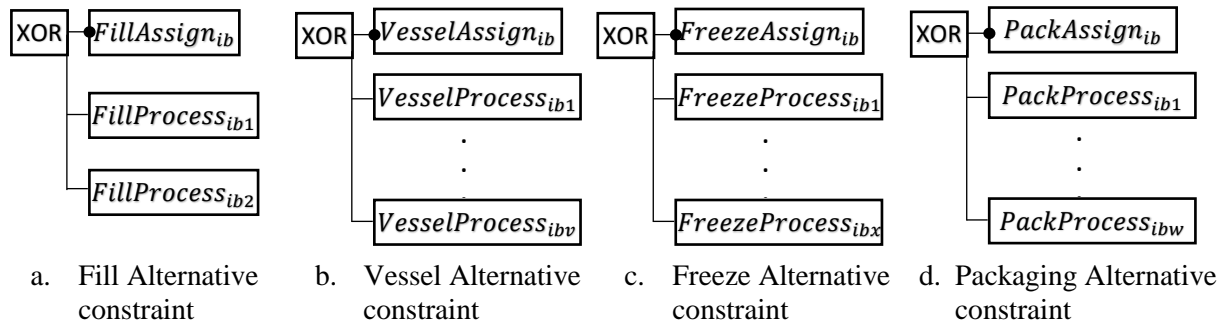 XOR
FillAssign_ib
FillProcess_ib1
FillProcess_ib2
a. Fill Alternative
constraint
XOR
VesselAssign_ib
VesselProcess_ib1
.
.
.
VesselProcess_ibv
b. Vessel Alternative
constraint
XOR
FreezeAssign_ib
FreezeProcess_ib1
.
.
.
FreezeProcess_ibx
c. Freeze Alternative
constraint
XOR
PackAssign_ib
PackProcess_ib1
.
.
.
PackProcess_ibw
d. Packaging Alternative
constraint